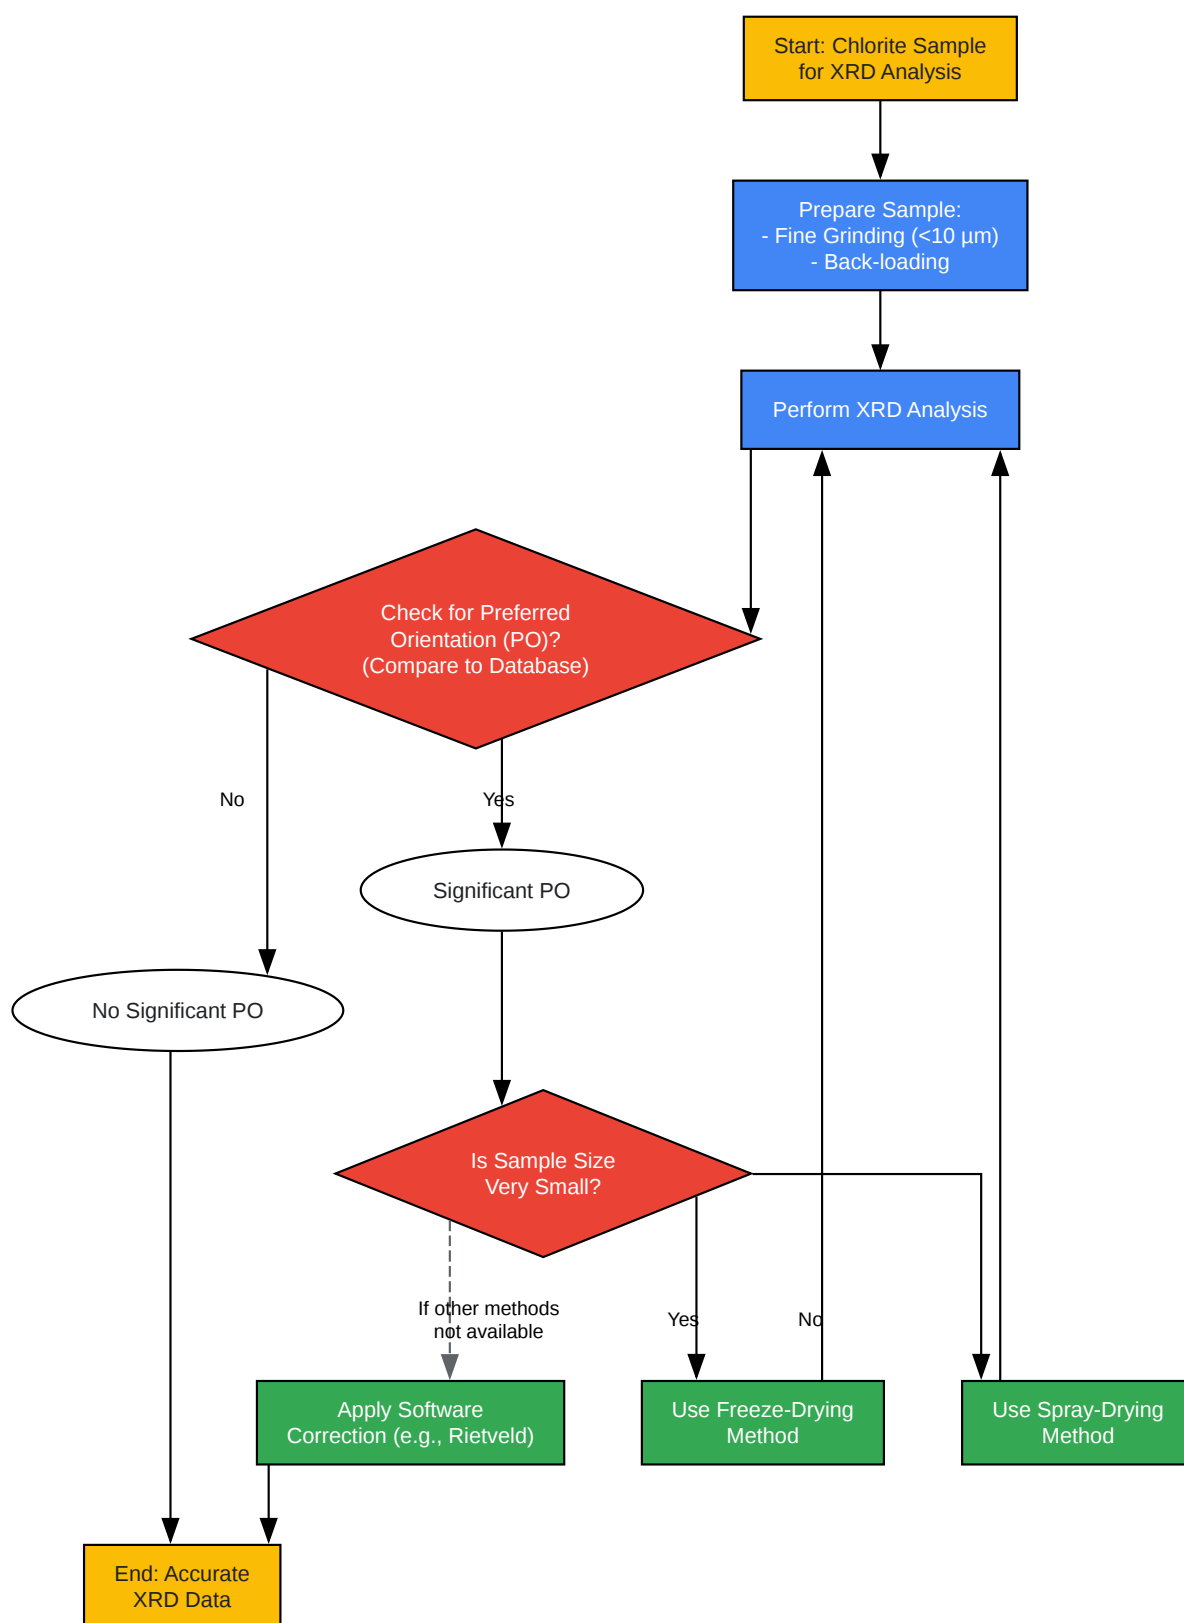 Start: Chlorite Sample
for XRD Analysis
Prepare Sample:
- Fine Grinding (<10 µm)
- Back-loading
Perform XRD Analysis
Check for Preferred
Orientation (PO)?
(Compare to Database)
No
Yes
Significant PO
No Significant PO
Is Sample Size
Very Small?
If other methods
not available
Yes
No
Apply Software
Correction (e.g., Rietveld)
Use Freeze-Drying
Method
Use Spray-Drying
Method
End: Accurate
XRD Data